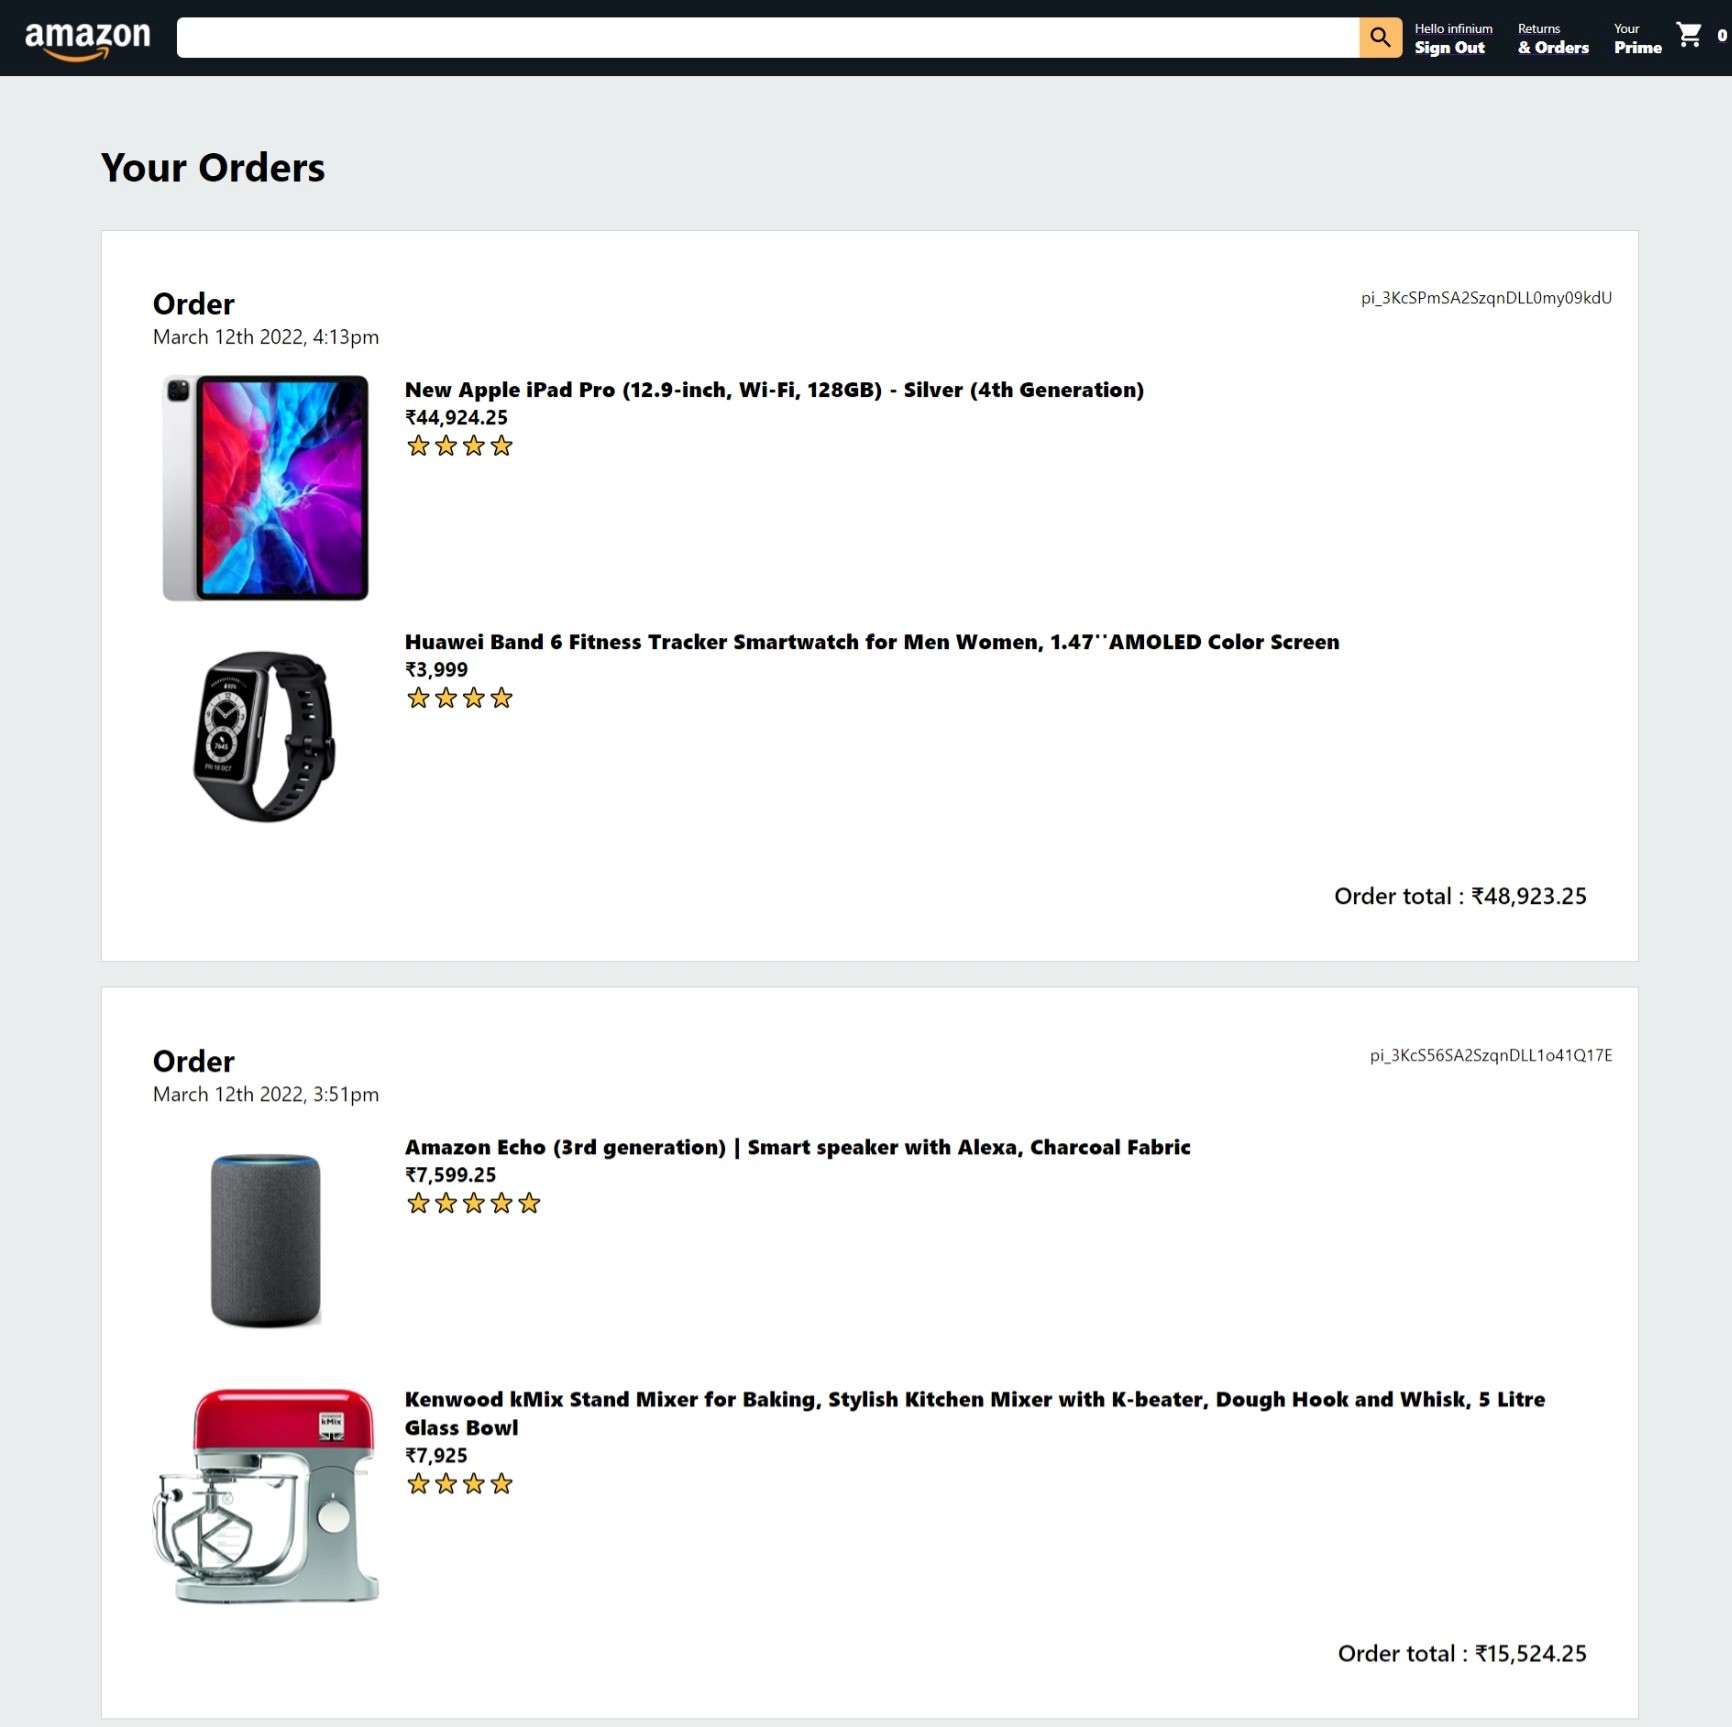 amazon
Hello infinium
Sign Out
Returns
& Orders
Your
Prime
0
Your Orders
Order
pi_3KcSPmSA2SzqnDLL0my09kdU
March 12th 2022, 4:13pm
New Apple iPad Pro (12.9-inch, Wi-Fi, 128GB) - Silver (4th Generation)
₹44,924.25
Huawei Band 6 Fitness Tracker Smartwatch for Men Women, 1.47''AMOLED Color Screen
₹3,999
7645
FRI 18 OCT
Order total : ₹48,923.25
Order
pi_3KcS56SA2SzqnDLL1o41Q17E
March 12th 2022, 3:51pm
Amazon Echo (3rd generation) | Smart speaker with Alexa, Charcoal Fabric
₹7,599.25
Kenwood kMix Stand Mixer for Baking, Stylish Kitchen Mixer with K-beater, Dough Hook and Whisk, 5 Litre
Glass Bowl
₹7,925
kMix
K
Order total : ₹15,524.25